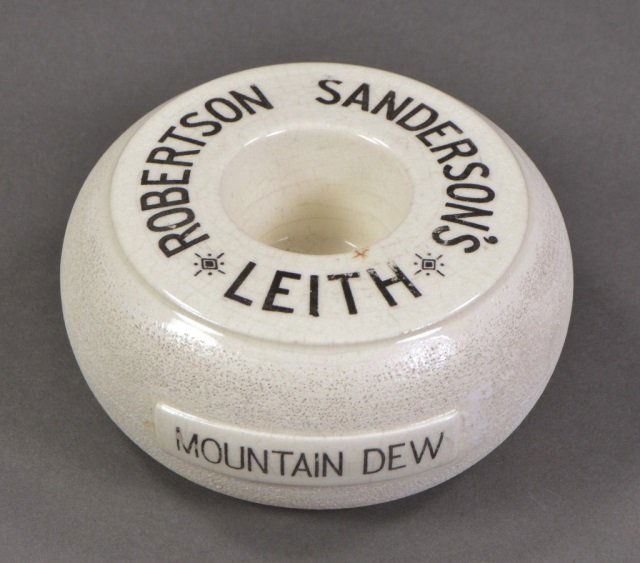 ROBERTSON SANDERSON'S
LEITH
MOUNTAIN DEW